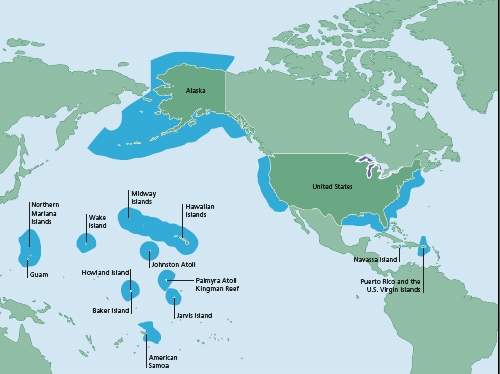 Alaska
United States
Northern
Mariana
Islands
Guam
Wake
Island
Midway
Islands
Hawaiian
Islands
Johnston Atoll
Howland Island
Baker Island
Palmyra Atoll
Kingman Reef
Jarvis Island
American
Samoa
Navassa Island
Puerto Rico and the
U.S. Virgin Islands